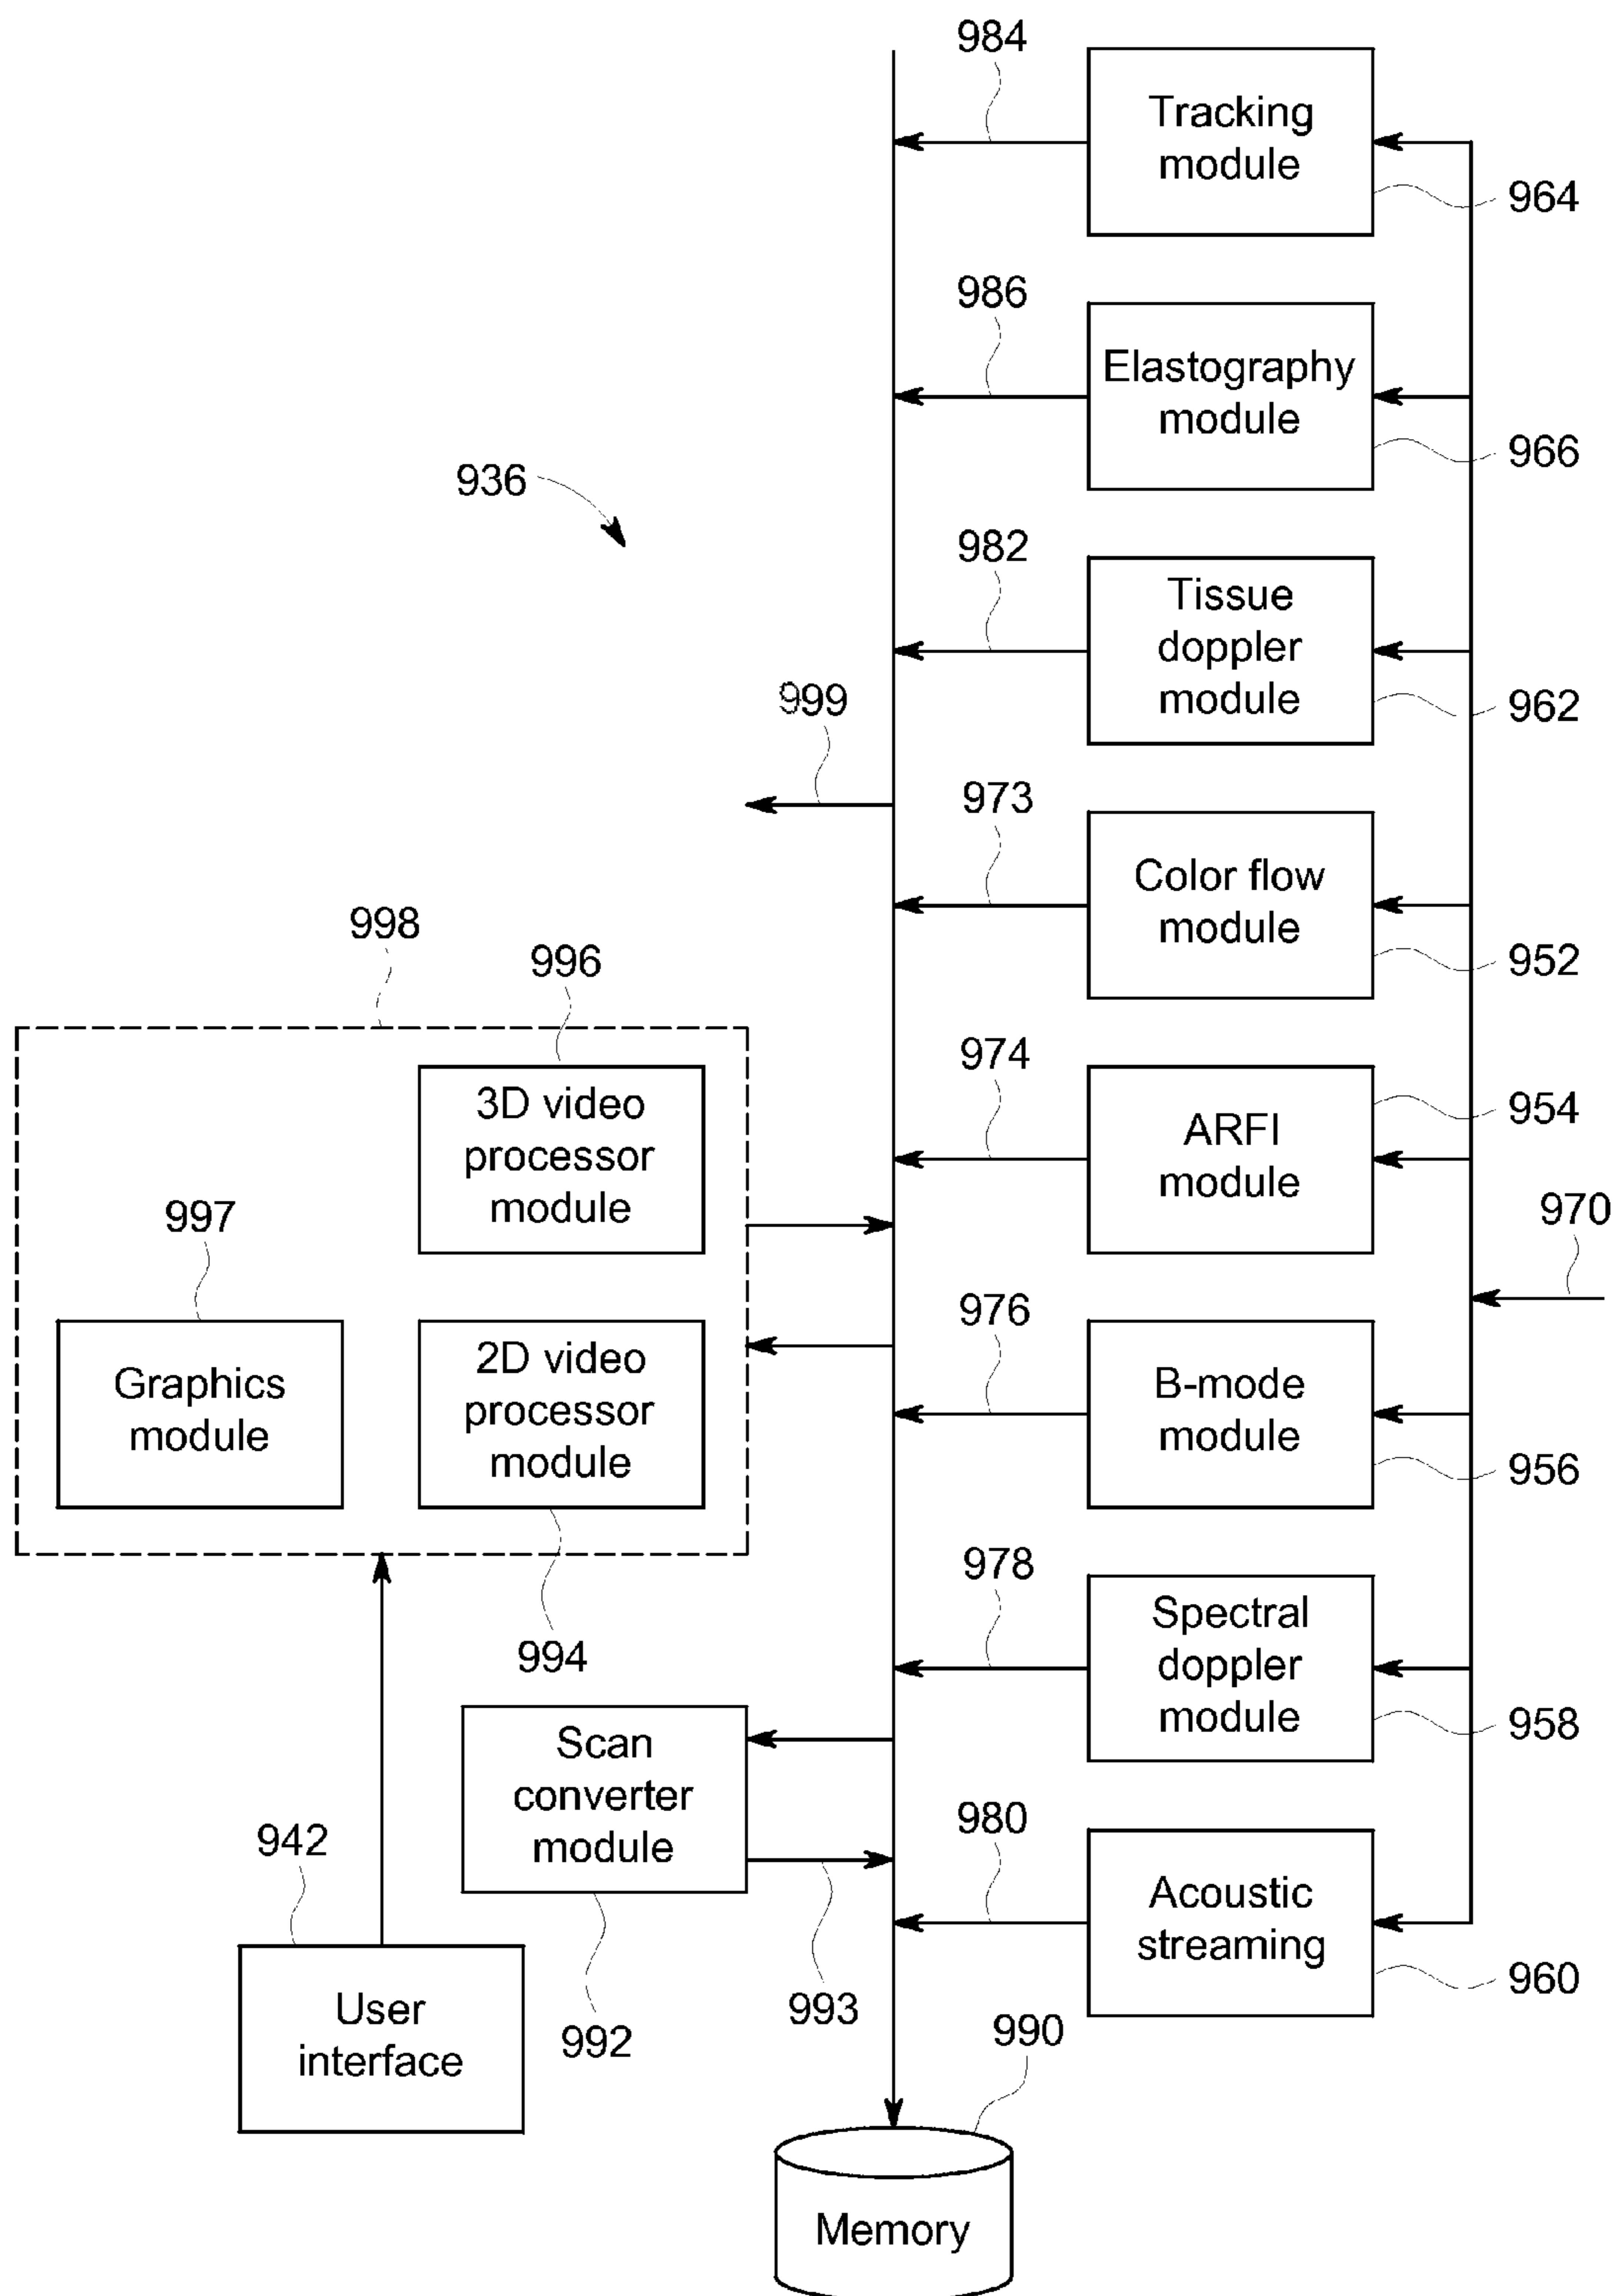 984
Tracking
module
964
986
Elastography
module
966
936
982
Tissue
doppler
module
962
999
973
Color flow
module
952
998
996
3D video
processor
module
974
ARFI
module
954
970
997
Graphics
module
2D video
processor
module
994
976
B-mode
module
956
978
Spectral
doppler
module
958
Scan
converter
module
992
993
942
User
interface
980
Acoustic
streaming
960
990
Memory